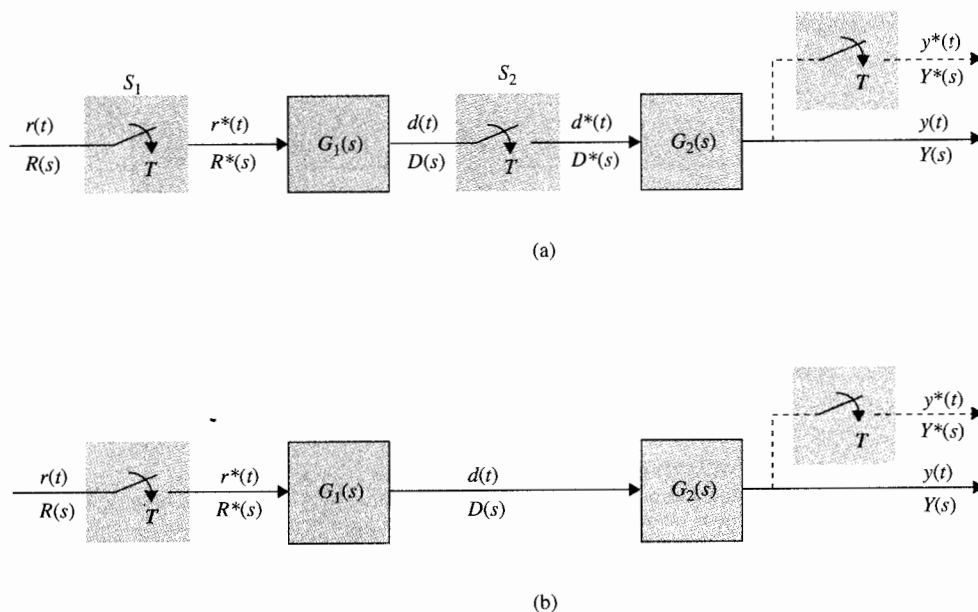 S₁
S₂
y*(t)
Y*(s)
T
r(t)
R(s)
T
r*(t)
R*(s)
G₁(s)
d(t)
D(s)
T
d*(t)
D*(s)
G₂(s)
y(t)
Y(s)
(a)
y*(t)
Y*(s)
T
r(t)
R(s)
T
r*(t)
R*(s)
G₁(s)
d(t)
D(s)
G₂(s)
y(t)
Y(s)
(b)